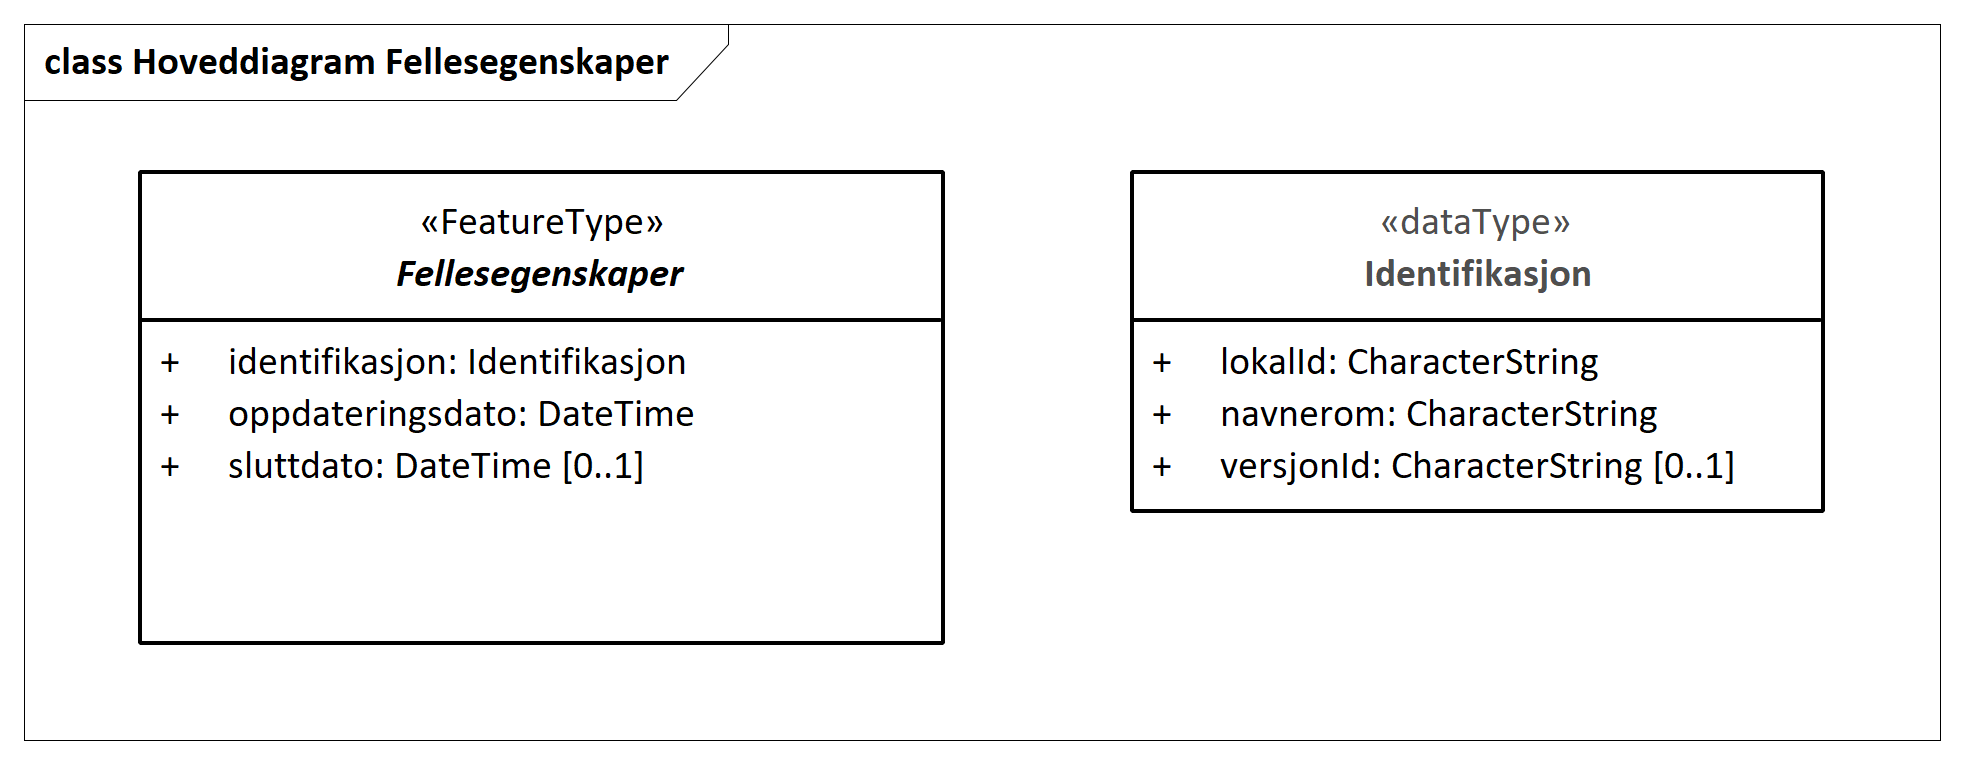 class Hoveddiagram Fellesegenskaper
«FeatureType»
Fellesegenskaper
+ identifikasjon: Identifikasjon
+ oppdateringsdato: DateTime
+ sluttdato: DateTime [0..1]
«dataType»
Identifikasjon
+ lokalId: CharacterString
+ navnerom: CharacterString
+ versjonId: CharacterString [0..1]